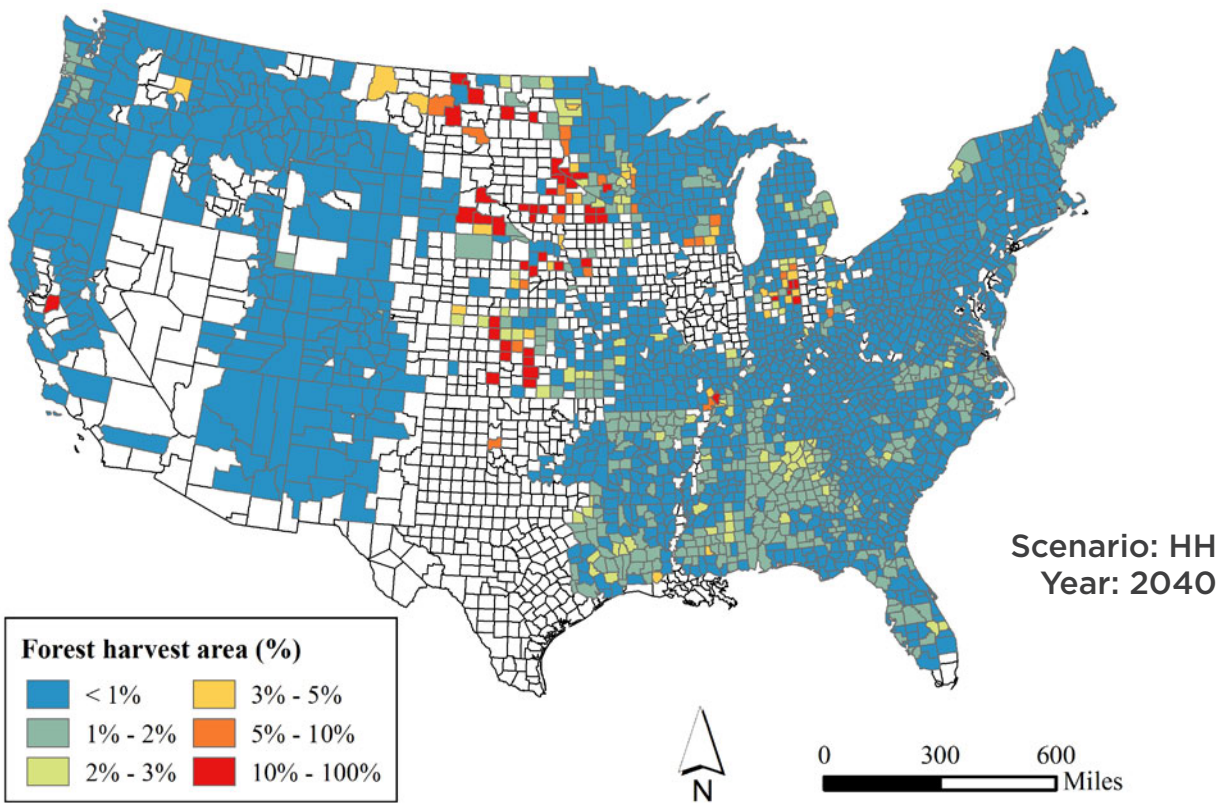 Scenario: HH
Year: 2040
Forest harvest area (%)
< 1%
1% - 2%
2% - 3%
3% - 5%
5% - 10%
10% - 100%
N
0 300 600
Miles